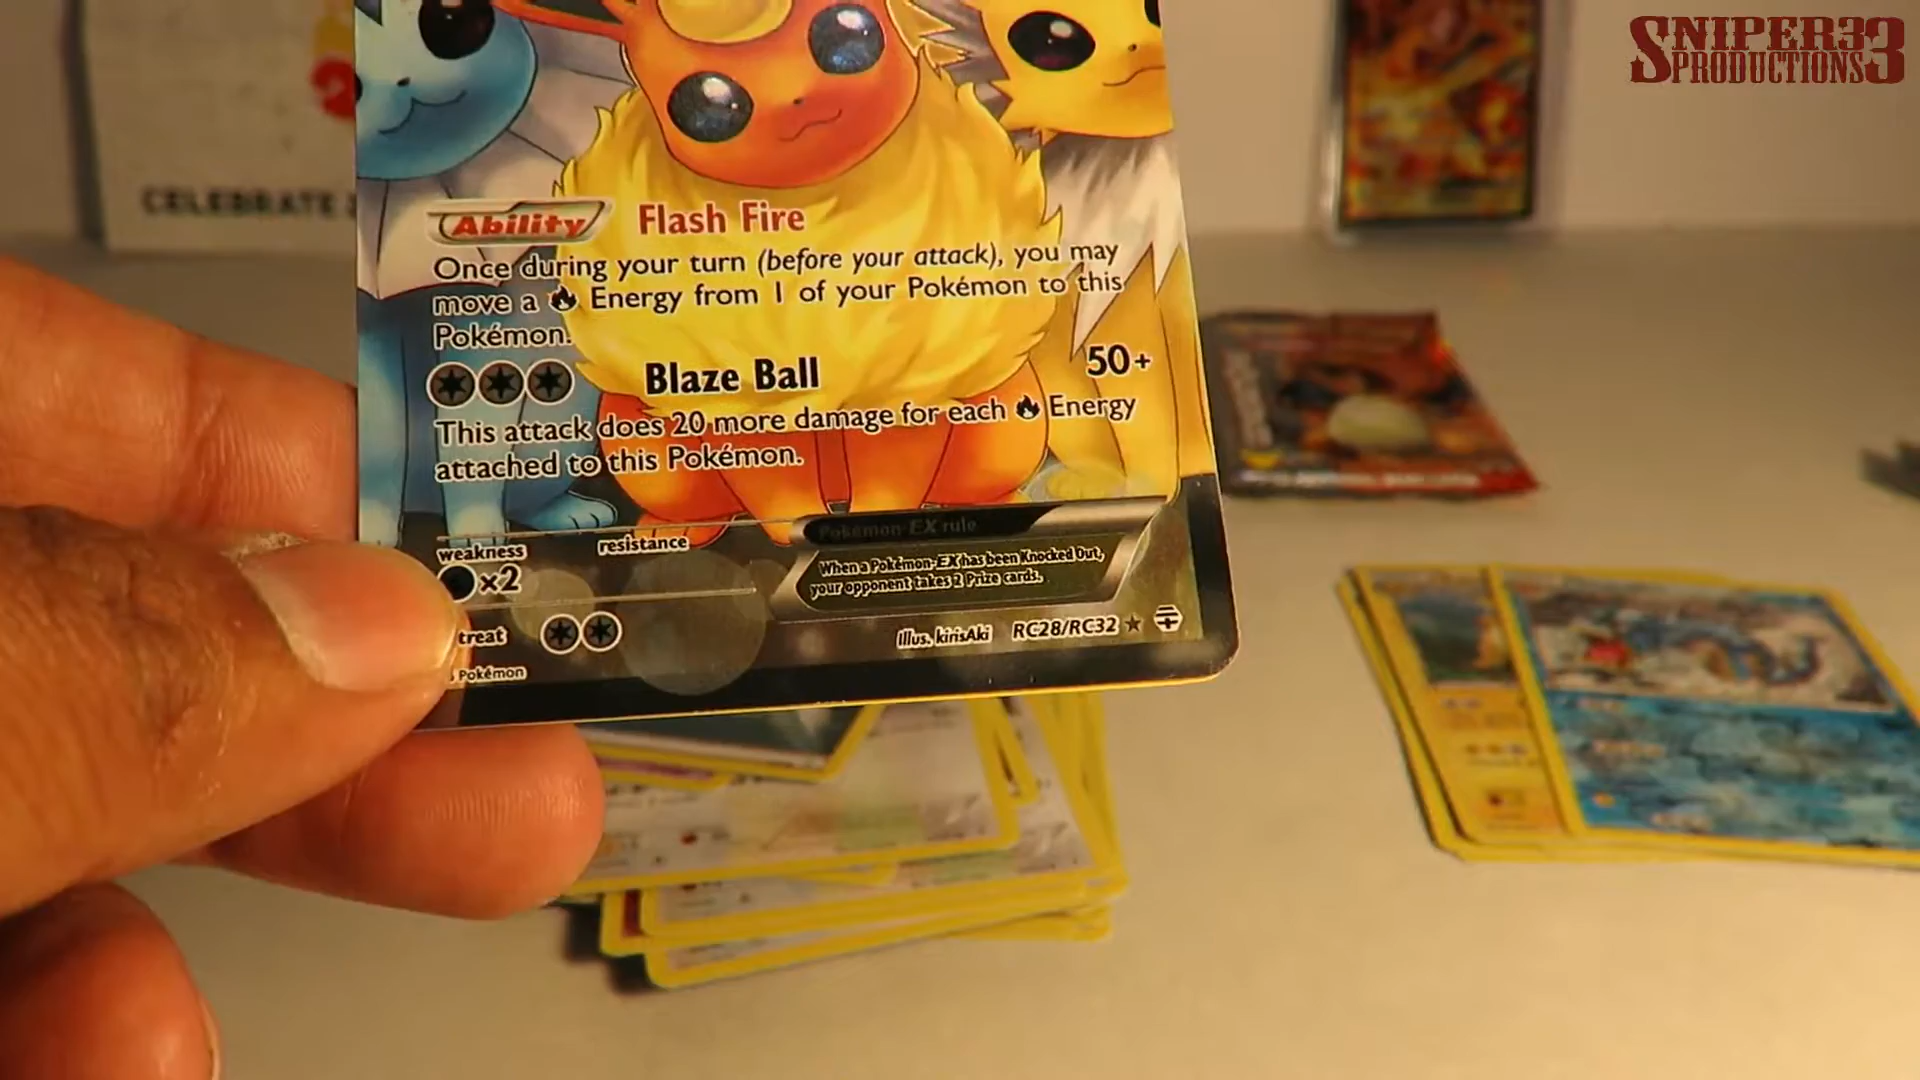 SNIPER33
PRODUCTIONS
CELEBRATE
Ability Flash Fire
Once during your turn (before your attack), you may
move a Energy from 1 of your Pokémon to this
Pokémon.
Blaze Ball 50+
This attack does 20 more damage for each Energy
attached to this Pokémon.
weakness resistance
×2
Pokémon-EX rule
When a Pokémon-EX has been Knocked Out,
your opponent takes 2 Prize cards.
treat
Illus. kirisAki RC28/RC32
Pokémon